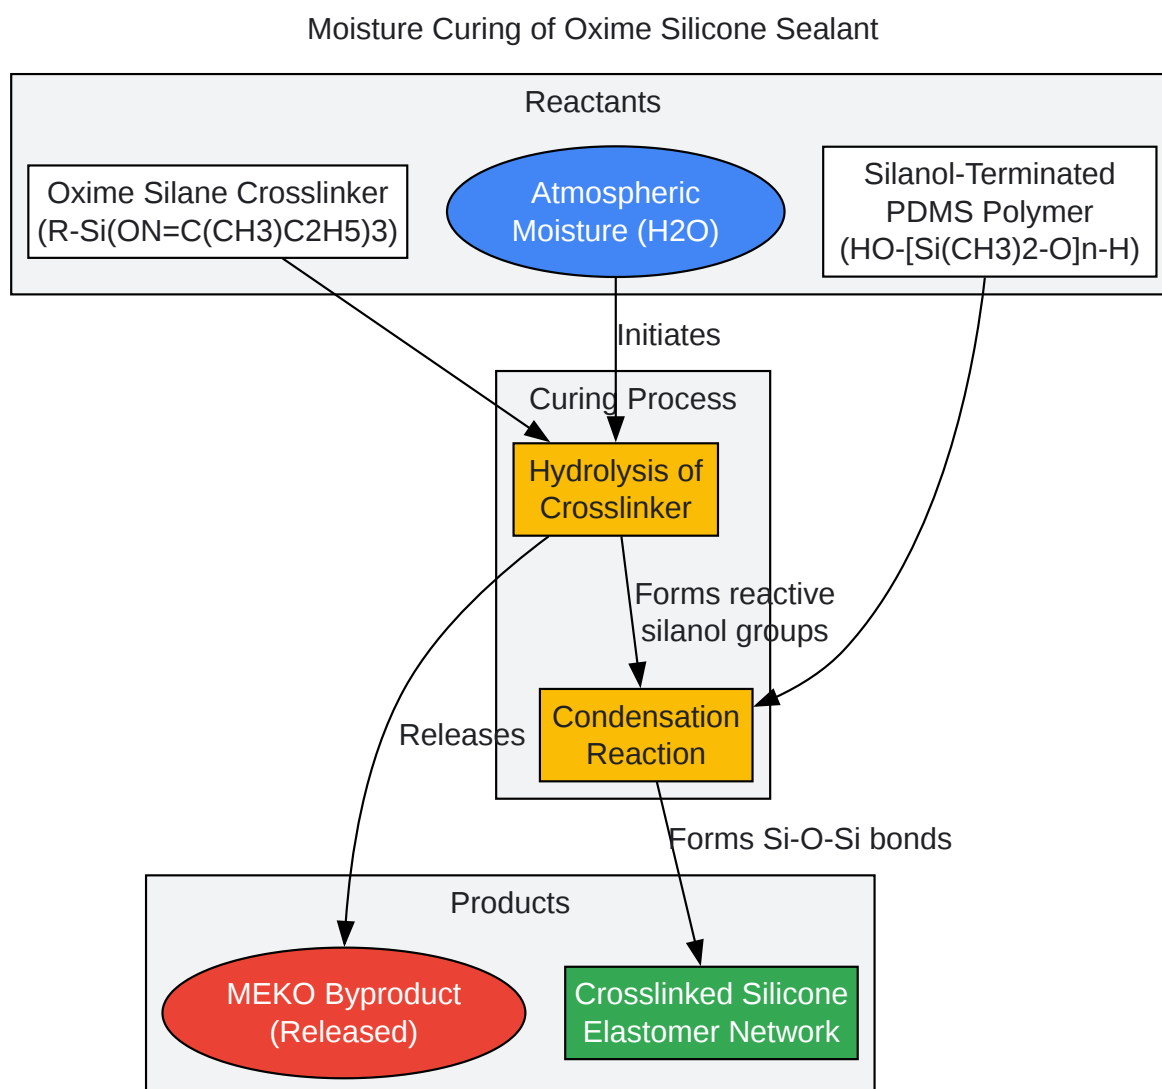 Moisture Curing of Oxime Silicone Sealant
Reactants
Oxime Silane Crosslinker
(R-Si(ON=C(CH3)C2H5)3)
Atmospheric
Moisture (H2O)
Silanol-Terminated
PDMS Polymer
(HO-[Si(CH3)2-O]n-H)
Initiates
Curing Process
Hydrolysis of
Crosslinker
Forms reactive
silanol groups
Releases
Condensation
Reaction
Forms Si-O-Si bonds
Products
MEKO Byproduct
(Released)
Crosslinked Silicone
Elastomer Network